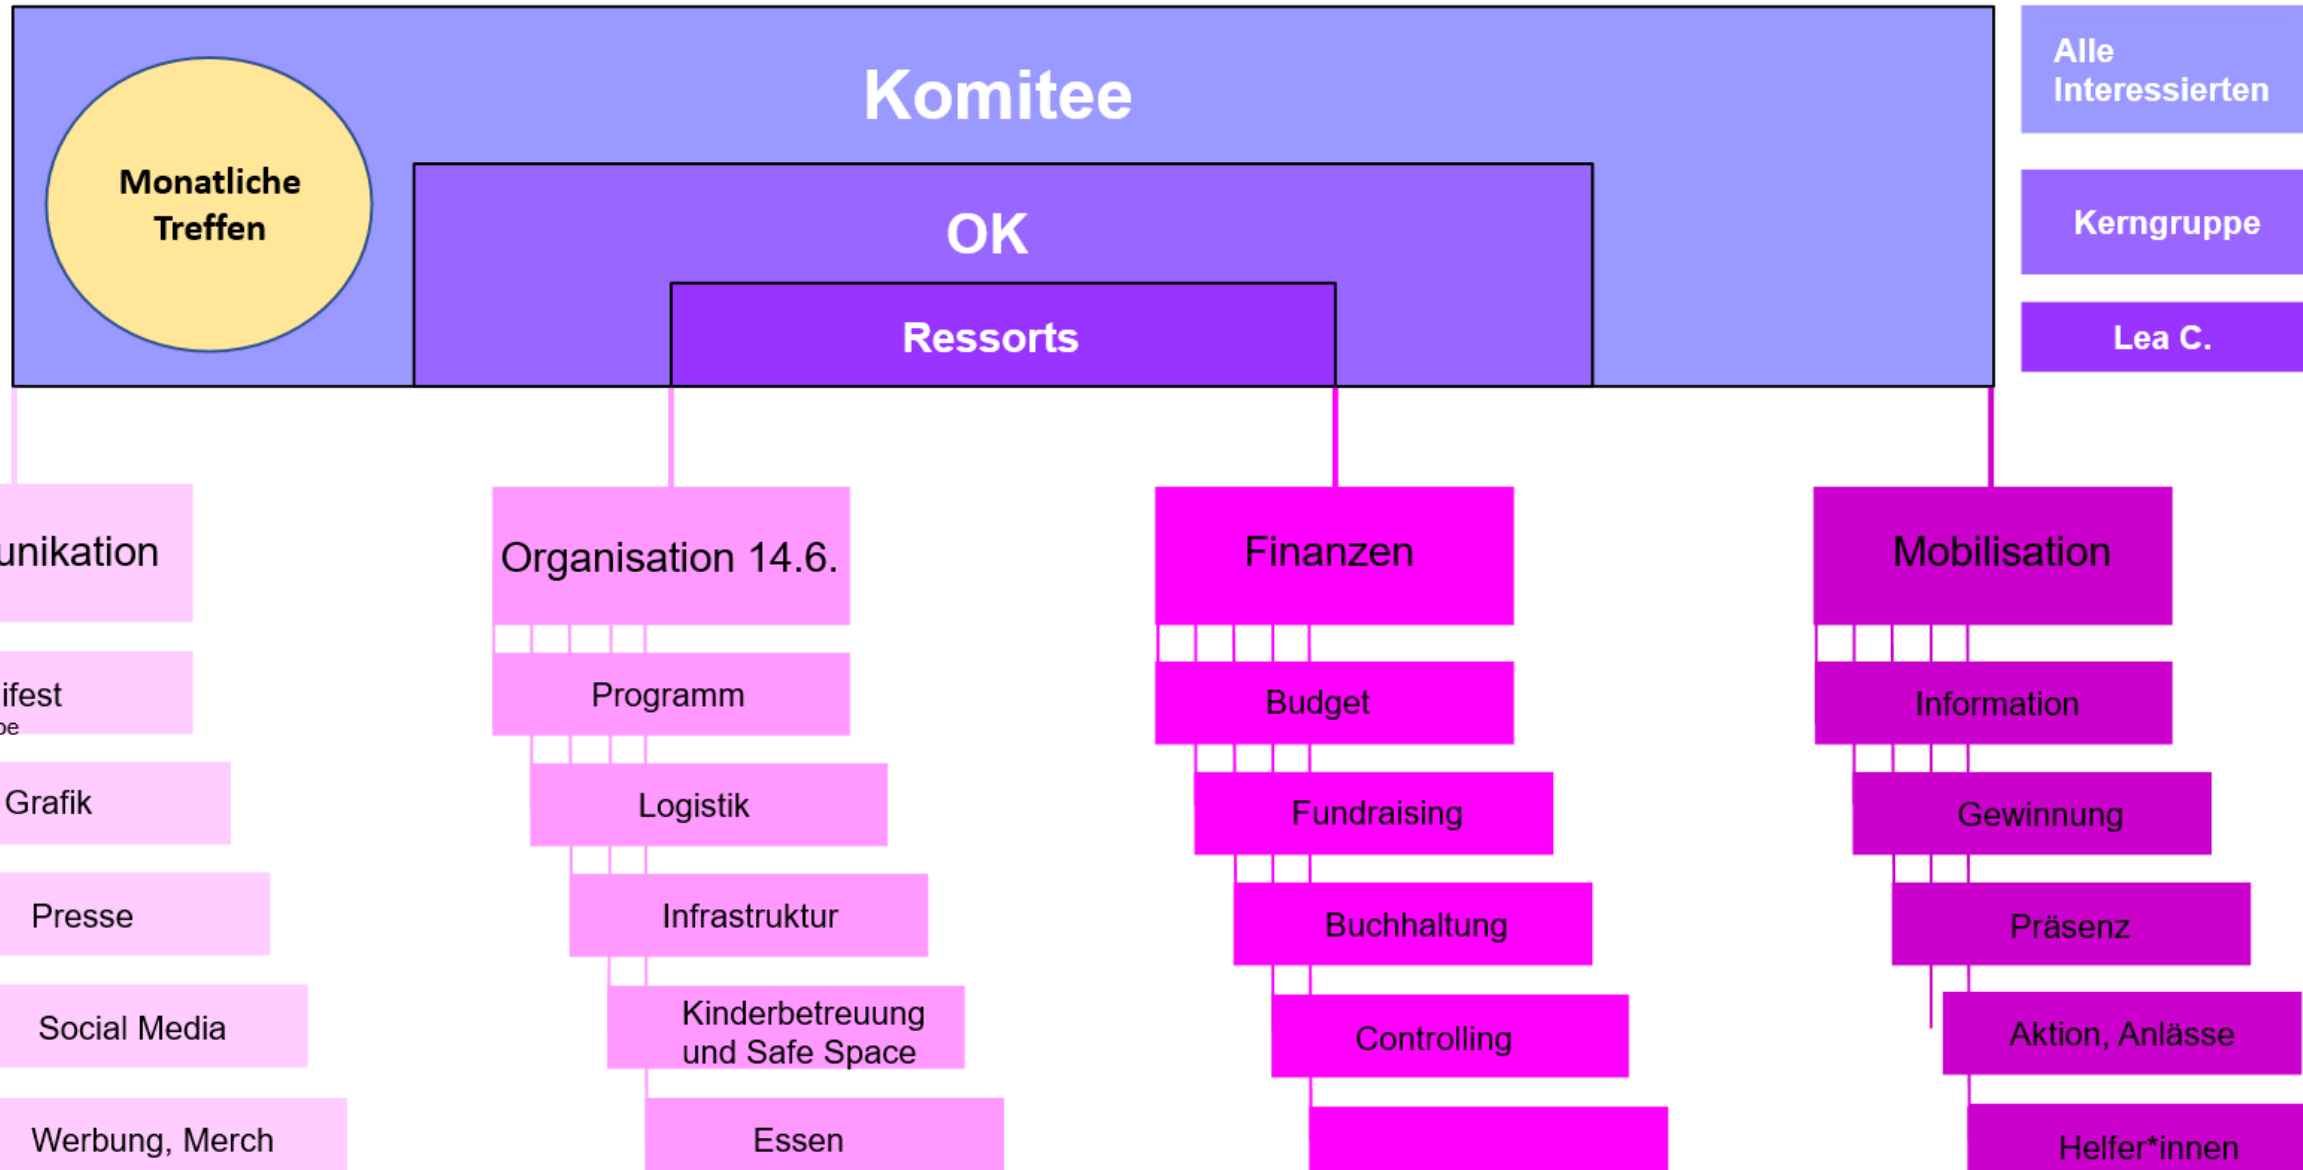 Komitee
Monatliche
Treffen
OK
Ressorts
Alle
Interessierten
Kerngruppe
Lea C.
unikation
ifest
be
Grafik
Presse
Social Media
Werbung, Merch
Organisation 14.6.
Programm
Logistik
Infrastruktur
Kinderbetreuung
und Safe Space
Essen
Finanzen
Budget
Fundraising
Buchhaltung
Controlling
Mobilisation
Information
Gewinnung
Präsenz
Aktion, Anlässe
Helfer*innen